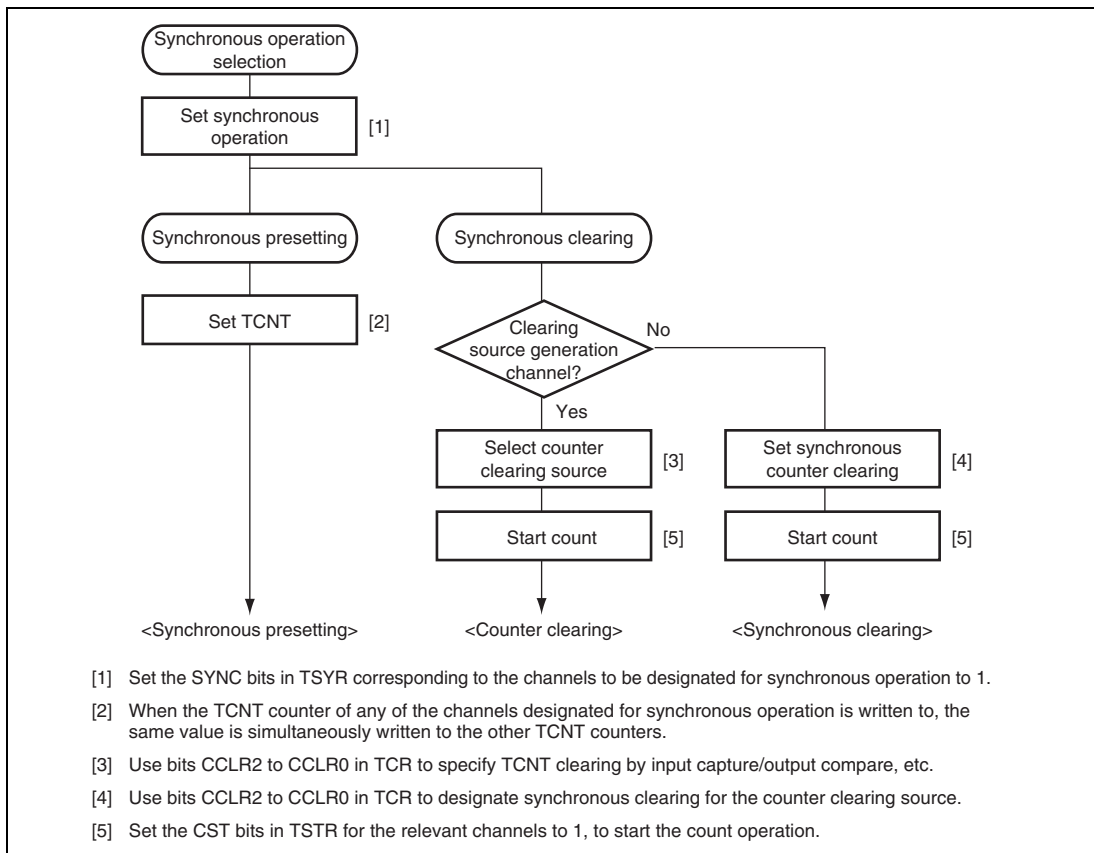 Synchronous operation
selection
Set synchronous
operation
[1]
Synchronous presetting
Synchronous clearing
Set TCNT
[2]
Clearing
source generation
channel?
No
Yes
Select counter
clearing source
[3]
Set synchronous
counter clearing
[4]
Start count
[5]
Start count
[5]
<Synchronous presetting>
<Counter clearing>
<Synchronous clearing>
[1] Set the SYNC bits in TSYR corresponding to the channels to be designated for synchronous operation to 1.
[2] When the TCNT counter of any of the channels designated for synchronous operation is written to, the
same value is simultaneously written to the other TCNT counters.
[3] Use bits CCLR2 to CCLR0 in TCR to specify TCNT clearing by input capture/output compare, etc.
[4] Use bits CCLR2 to CCLR0 in TCR to designate synchronous clearing for the counter clearing source.
[5] Set the CST bits in TSTR for the relevant channels to 1, to start the count operation.